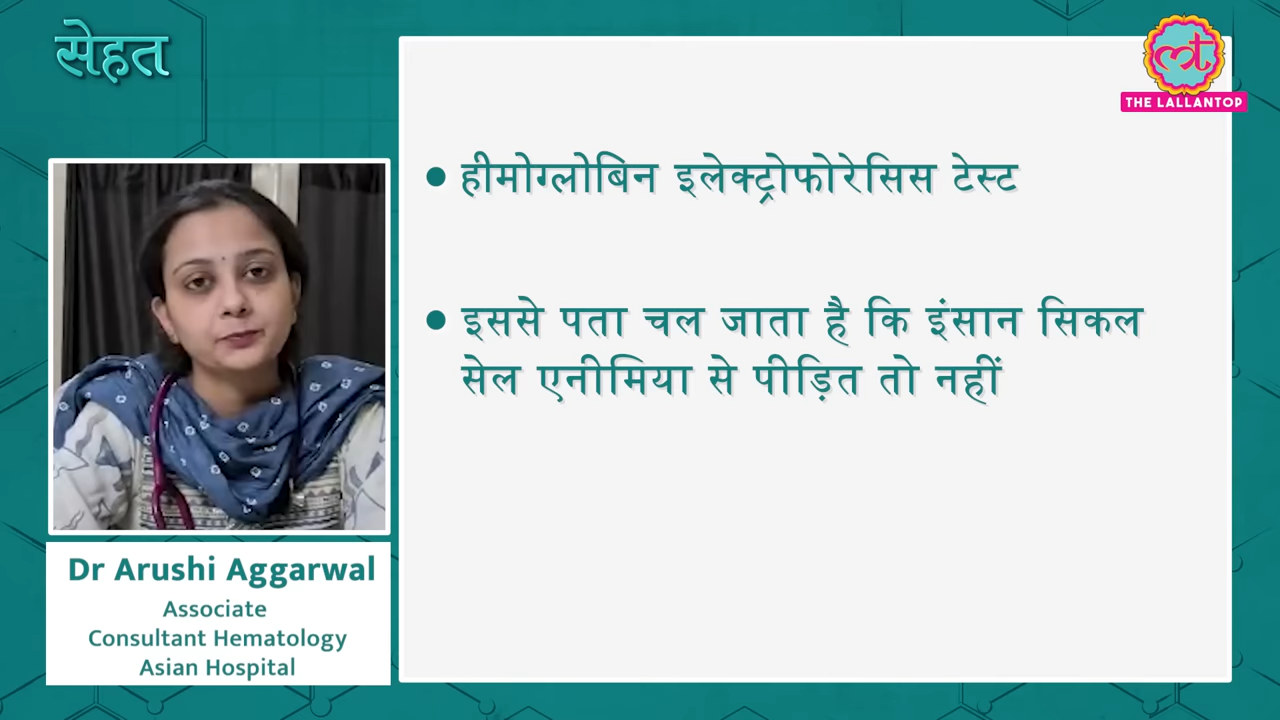 सेहत
THE LALLANTOP
• हीमोग्लोबिन इलेक्ट्रोफोरेसिस टेस्ट
• इससे पता चल जाता है कि इंसान सिकल
सेल एनीमिया से पीड़ित तो नहीं
Dr Arushi Aggarwal
Associate
Consultant Hematology
Asian Hospital